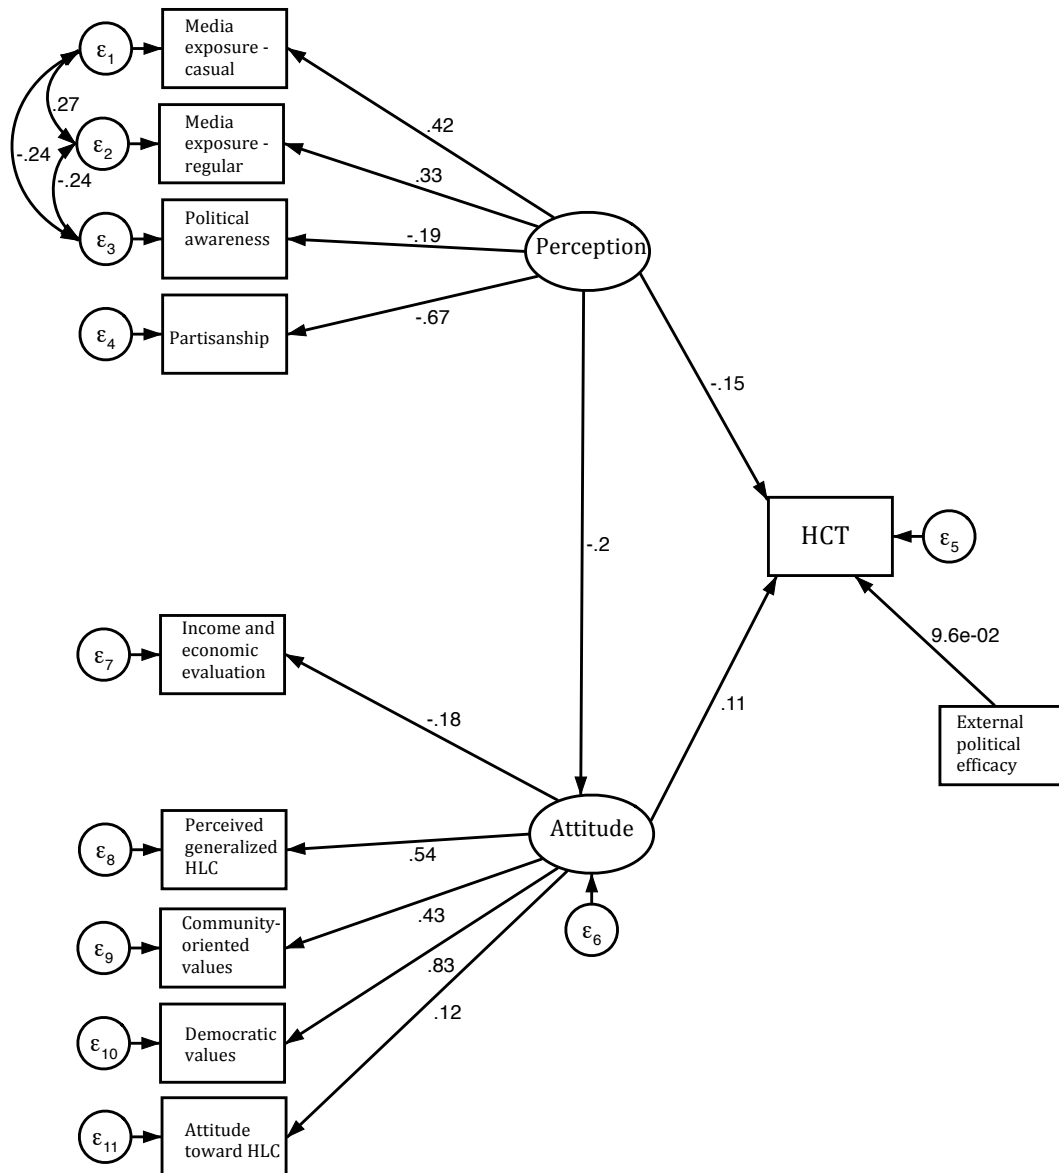 ε1
Media
exposure -
casual
.27
ε2
Media
exposure -
regular
-.24
-.24
ε3
Political
awareness
ε4
Partisanship
.42
.33
-.19
-.67
Perception
-.15
-.2
HCT
ε5
9.6e-02
External
political
efficacy
.11
ε7
Income and
economic
evaluation
-.18
Attitude
ε6
ε8
Perceived
generalized
HLC
.54
ε9
Community-
oriented
values
.43
ε10
Democratic
values
.83
ε11
Attitude
toward HLC
.12